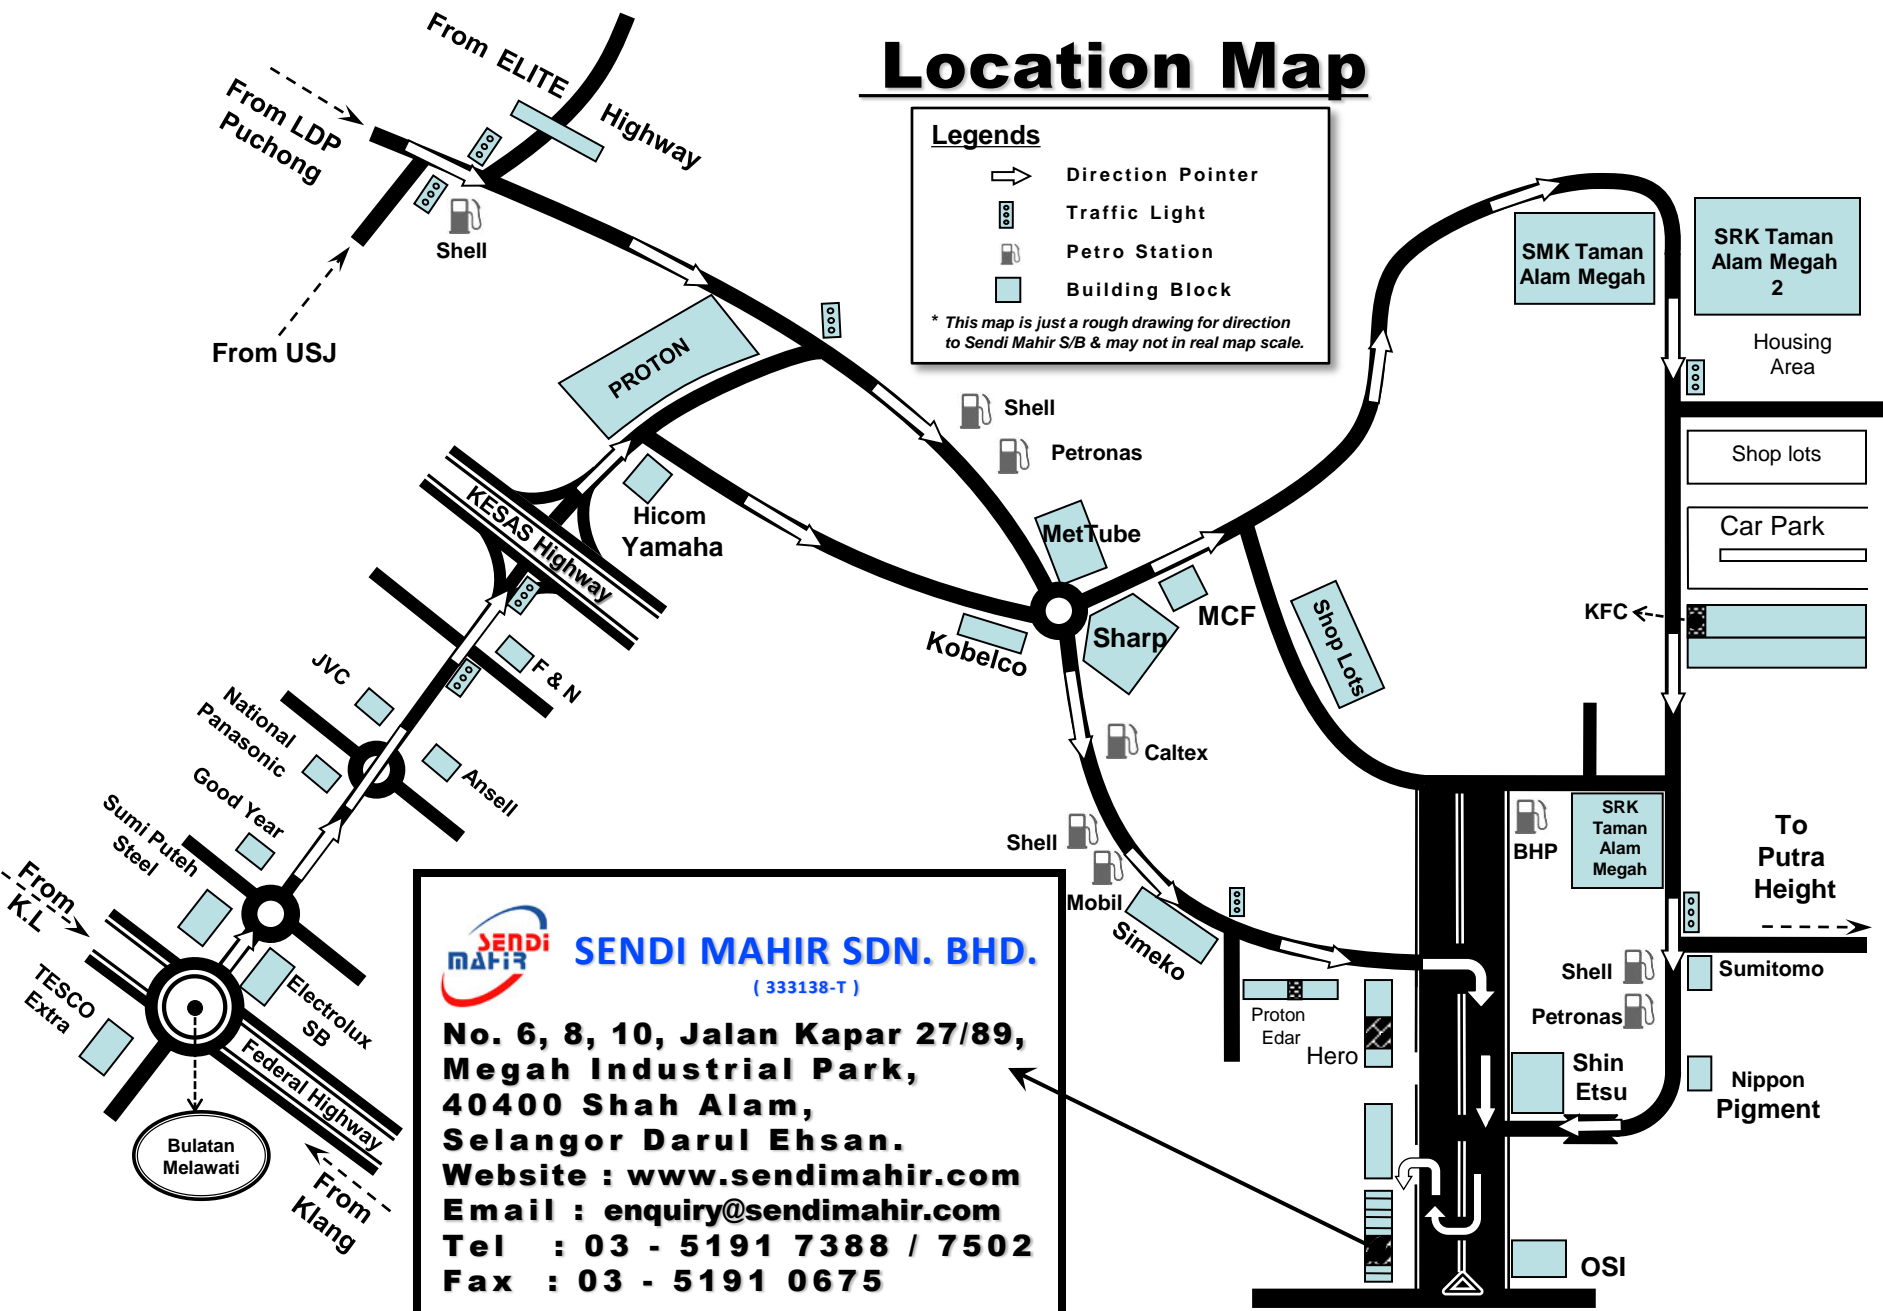 Location Map
Legends
Direction Pointer
Traffic Light
Petro Station
Building Block
* This map is just a rough drawing for direction
to Sendi Mahir S/B & may not in real map scale.
From ELITE
Highway
From LDP
Puchong
Shell
From USJ
PROTON
Shell
Petronas
SMK Taman
Alam Megah
SRK Taman
Alam Megah
2
Housing
Area
Shop lots
Car Park
KFC
KESAS Highway
Hicom
Yamaha
MetTube
MCF
Sharp
Kobelco
Shop Lots
F & N
JVC
National
Panasonic
Ansell
Good Year
Sumi Puteh
Steel
Caltex
Shell
Mobil
Simeko
BHP
SRK
Taman
Alam
Megah
To
Putra
Height
From
K.L
TESCO
Extra
Electrolux
SB
Federal Highway
Bulatan
Melawati
From
Klang
Proton
Edar
Hero
Shell
Petronas
Sumitomo
Shin
Etsu
Nippon
Pigment
OSI
SENDI
MAHIR
SENDI MAHIR SDN. BHD.
( 333138-T )
No. 6, 8, 10, Jalan Kapar 27/89,
Megah Industrial Park,
40400 Shah Alam,
Selangor Darul Ehsan.
Website : www.sendimahir.com
Email : enquiry@sendimahir.com
Tel : 03 - 5191 7388 / 7502
Fax : 03 - 5191 0675